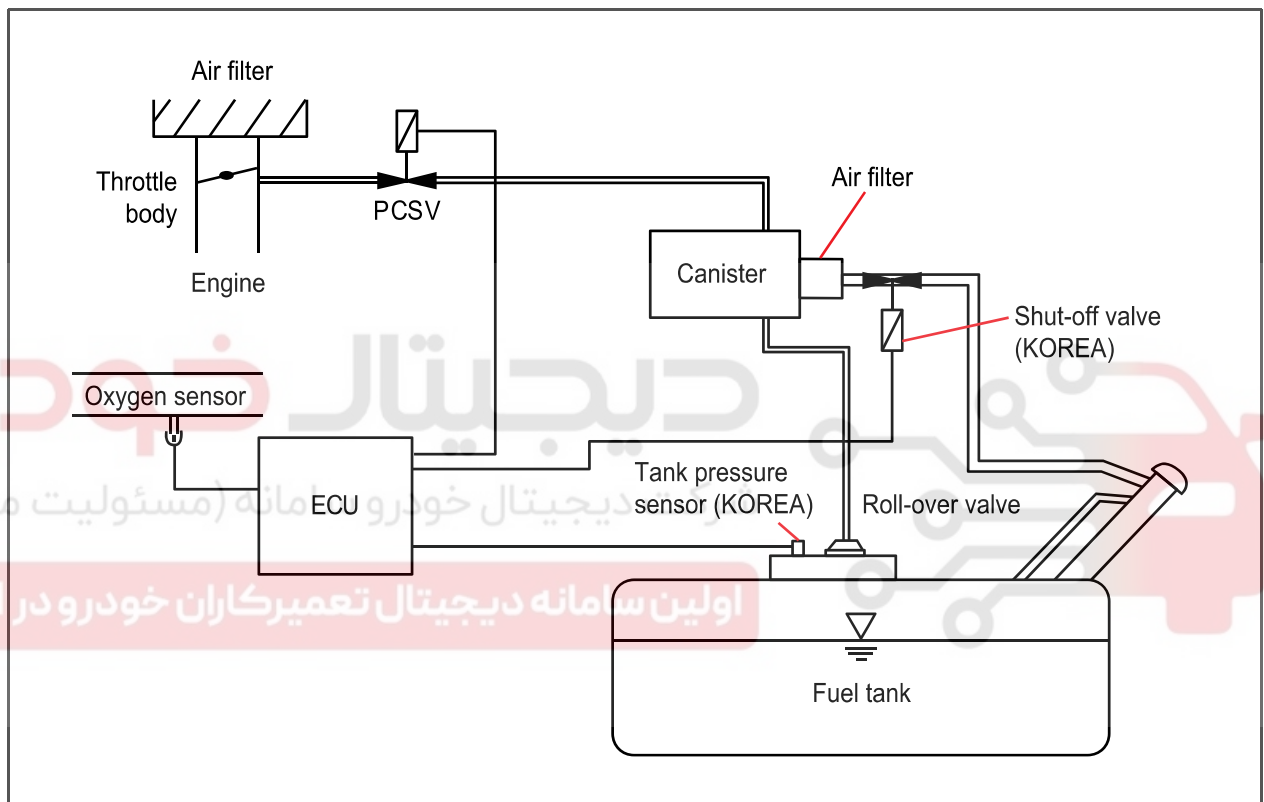 Air filter
Throttle
body
PCSV
Engine
Air filter
Canister
Shut-off valve
(KOREA)
دیجیتال خودرو
Oxygen sensor
ECU
Tank pressure
sensor (KOREA)
Roll-over valve
شرکت دیجیتال خودرو سامانه (مسئولیت
اولین سامانه دیجیتال تعمیرکاران خودرو در
Fuel tank